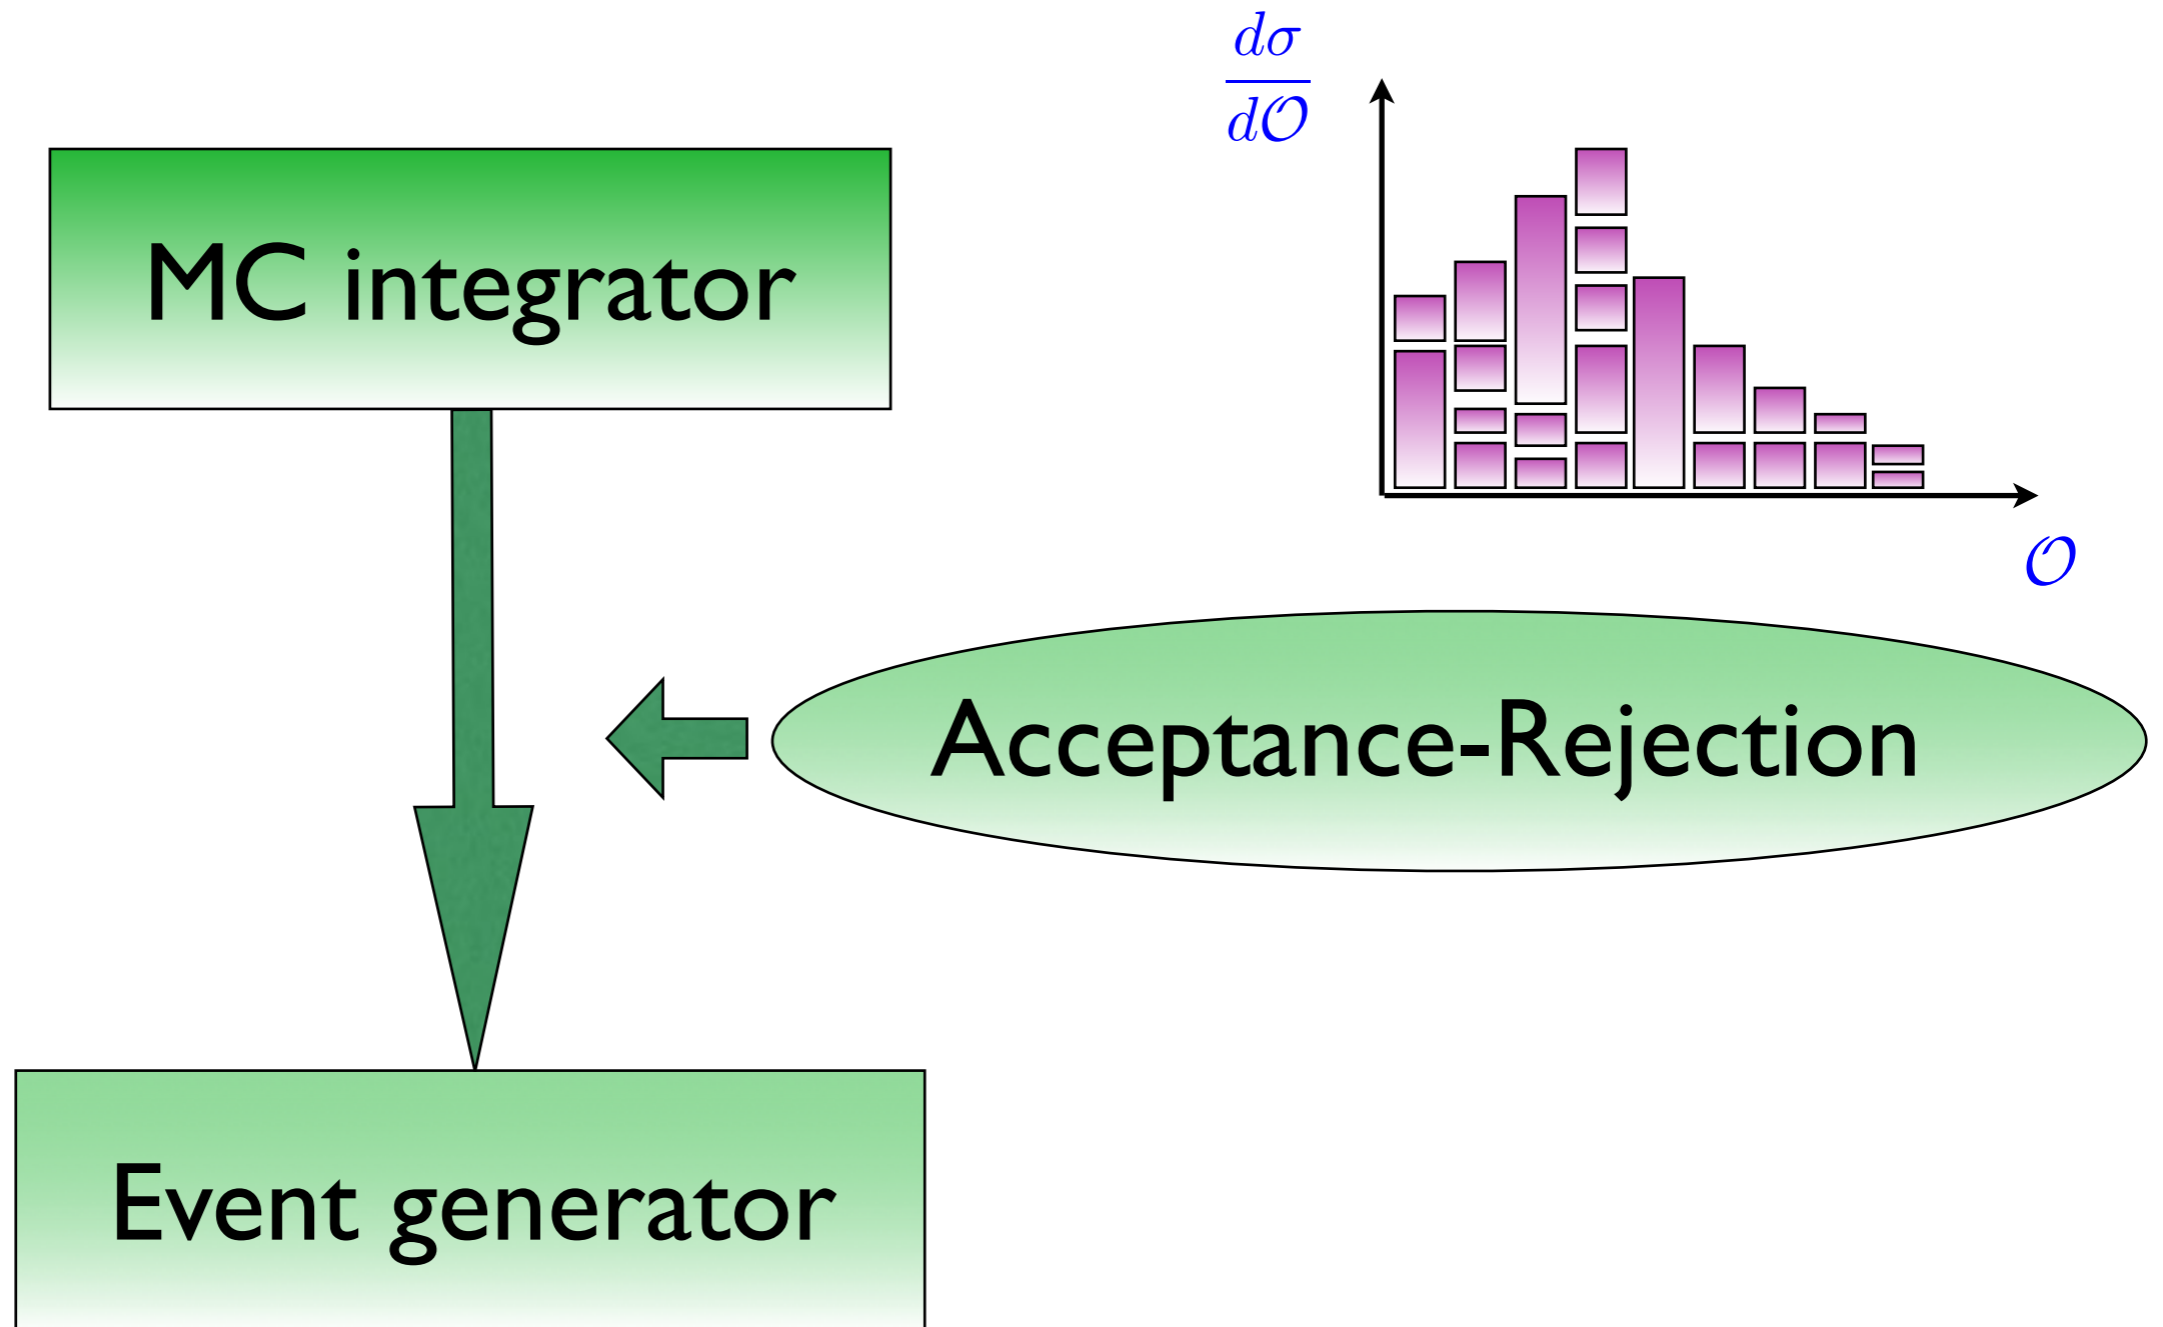 dσ
d𝒪
MC integrator
𝒪
Acceptance-Rejection
Event generator